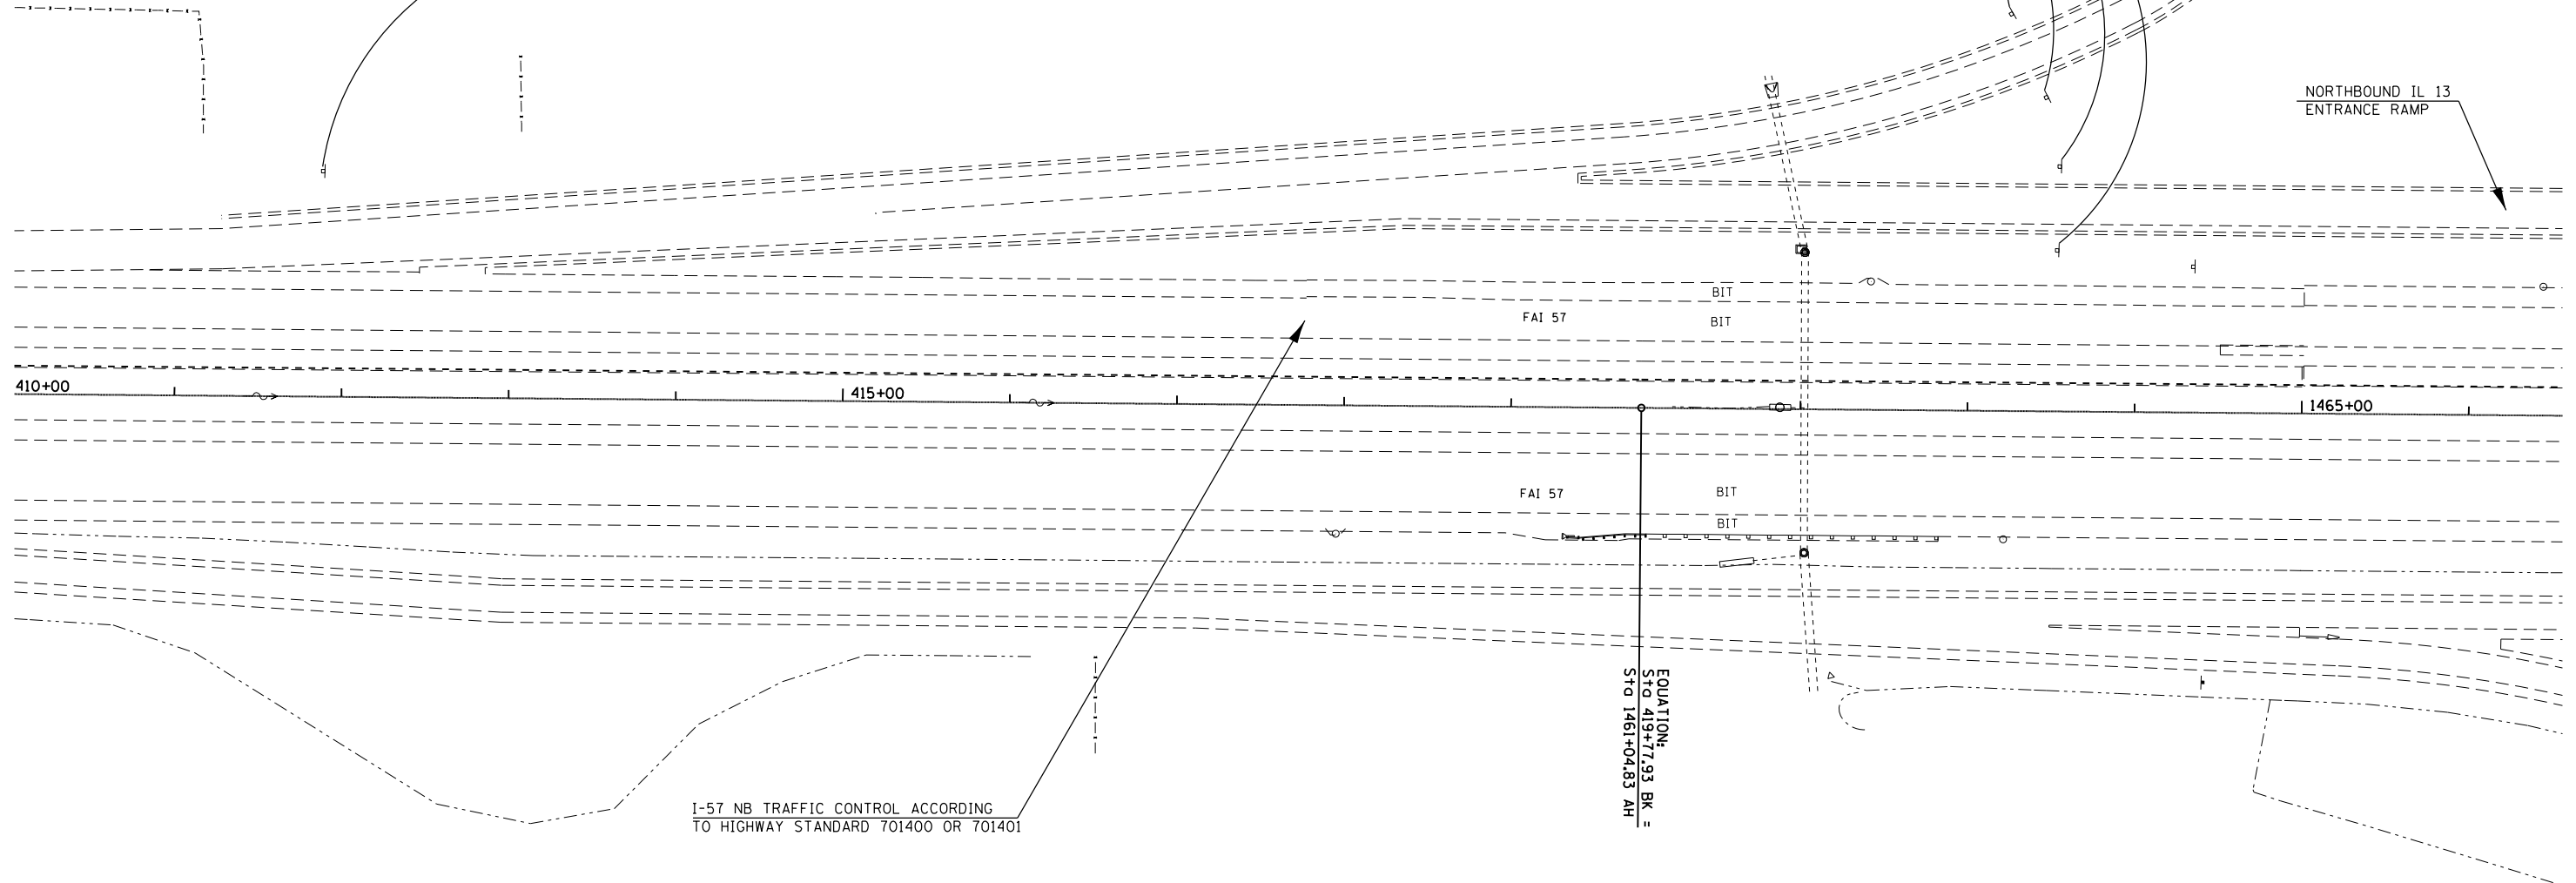 NORTHBOUND IL 13
ENTRANCE RAMP
BIT
FAI 57
BIT
410+00
415+00
1465+00
FAI 57
BIT
BIT
EQUATION:
Sta 419+77.93 BK =
Sta 1461+04.83 AH
I-57 NB TRAFFIC CONTROL ACCORDING
TO HIGHWAY STANDARD 701400 OR 701401